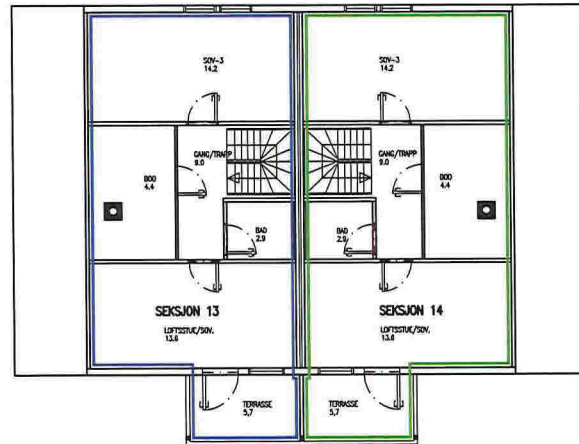 SOV-3
14.2
SOV-3
14.2
GANG/TRAPP
9.0
GANG/TRAPP
9.0
BOD
4.4
BOD
4.4
BAD
2.9
BAD
2.9
SEKSJON 13
LOFTSSTUE/SOV.
13.6
SEKSJON 14
LOFTSSTUE/SOV.
13.6
TERRASSE
5,7
TERRASSE
5,7